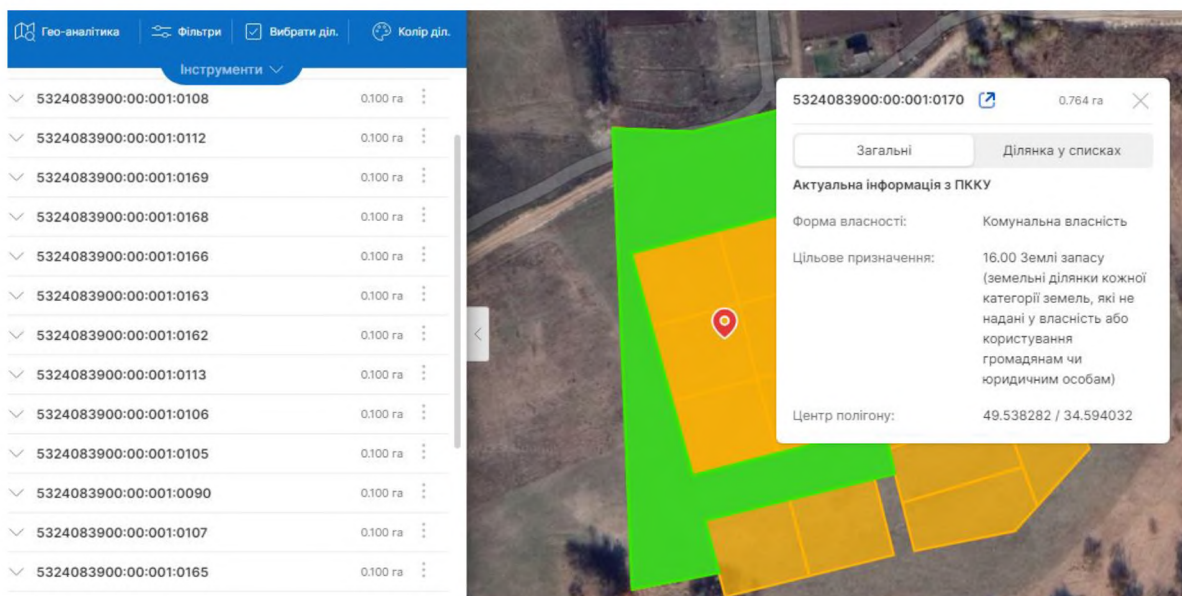 Гео-аналітика Фільтри Вибрати діл. Колір діл.
Інструменти
5324083900:00:001:0108 0.100 га
5324083900:00:001:0112 0.100 га
5324083900:00:001:0169 0.100 га
5324083900:00:001:0168 0.100 га
5324083900:00:001:0166 0.100 га
5324083900:00:001:0163 0.100 га
5324083900:00:001:0162 0.100 га
5324083900:00:001:0113 0.100 га
5324083900:00:001:0106 0.100 га
5324083900:00:001:0105 0.100 га
5324083900:00:001:0090 0.100 га
5324083900:00:001:0107 0.100 га
5324083900:00:001:0165 0.100 га
5324083900:00:001:0170 0.764 га
Загальні Ділянка у списках
Актуальна інформація з ПККУ
Форма власності: Комунальна власність
Цільове призначення: 16.00 Землі запасу
(земельні ділянки кожної
категорії земель, які не
надані у власність або
користування
громадянам чи
юридичним особам)
Центр полігону: 49.538282 / 34.594032